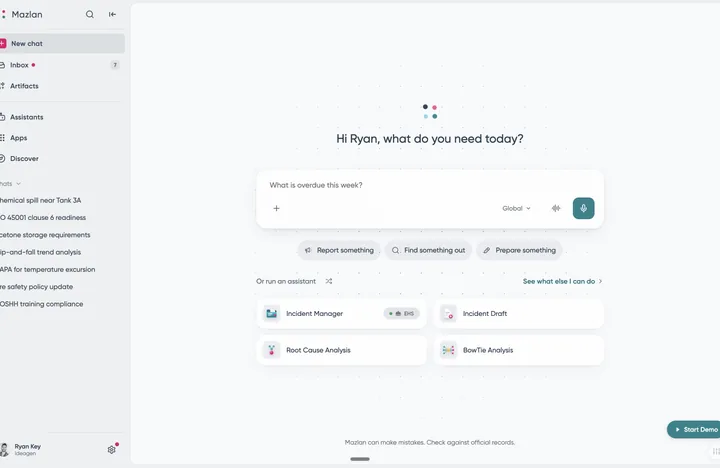 Mazlan
New chat
Inbox
7
Artifacts
Assistants
Apps
Discover
hats
hemical spill near Tank 3A
O 45001 clause 6 readiness
cetone storage requirements
ip-and-fall trend analysis
APA for temperature excursion
re safety policy update
OSHH training compliance
Ryan Key
Ideagen
Hi Ryan, what do you need today?
What is overdue this week?
Global
Report something
Find something out
Prepare something
Or run an assistant
See what else I can do
Incident Manager
EHS
Incident Draft
Root Cause Analysis
BowTie Analysis
Start Demo
Mazlan can make mistakes. Check against official records.